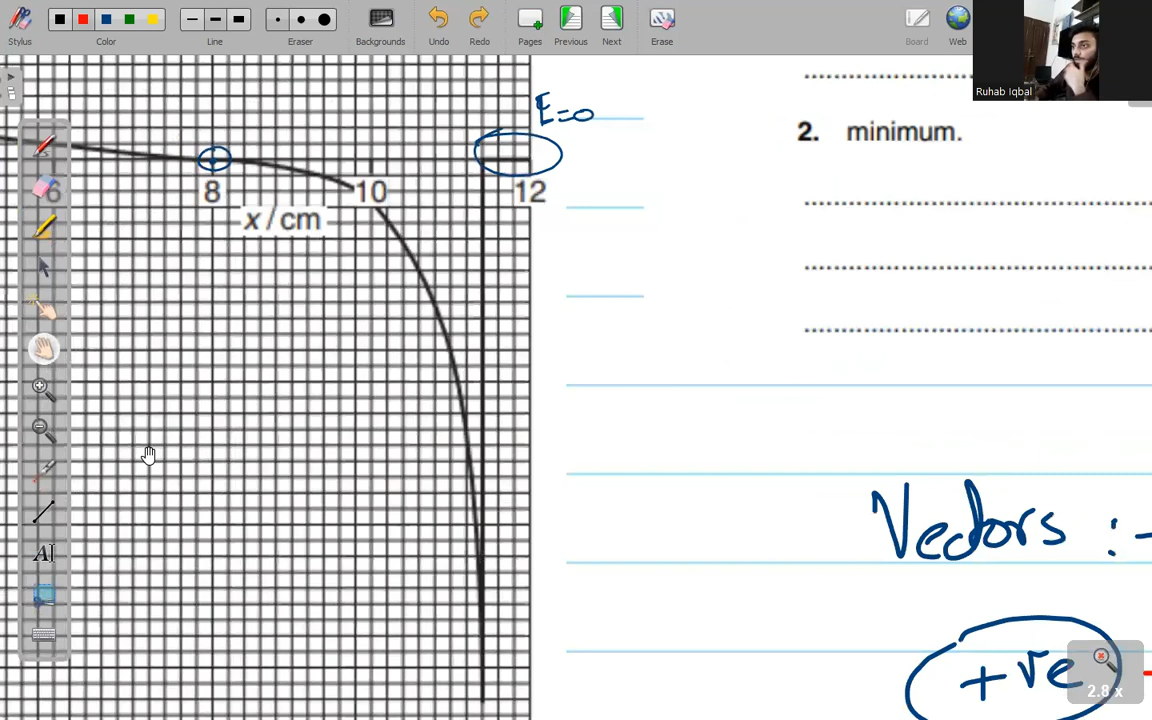 Stylus
Color
Line
Eraser
Backgrounds
Undo
Redo
Pages
Previous
Next
Erase
Board
Web
Ruhab Iqbal
E=0
2. minimum.
6
8
10
12
x / cm
A
Vectors :-
+ve
2.8 x